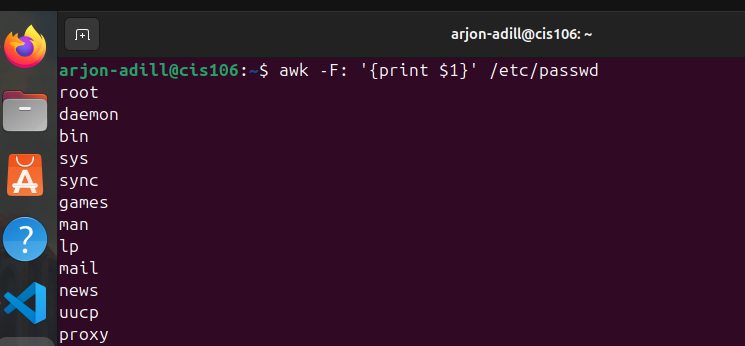 arjon-adill@cis106: ~
arjon-adill@cis106:~$ awk -F: '{print $1}' /etc/passwd
root
daemon
bin
sys
sync
games
man
lp
mail
news
uucp
proxy